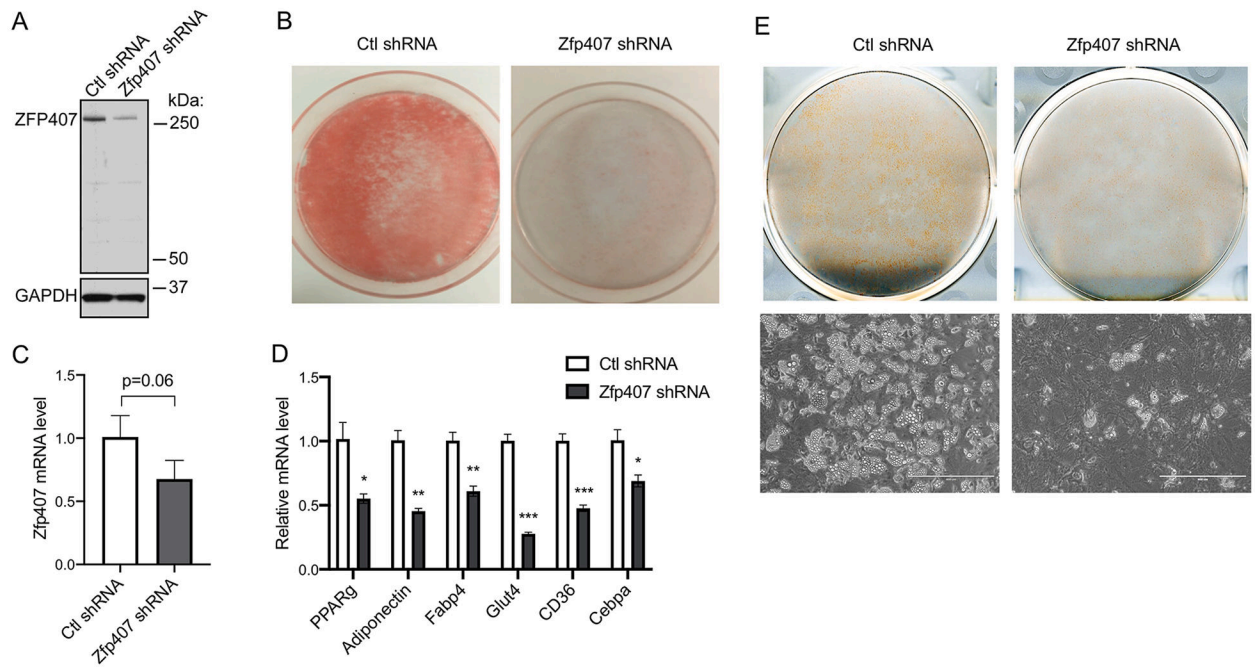 A
Ctl shRNA
Zfp407 shRNA
kDa:
ZFP407
250
50
37
GAPDH
B
Ctl shRNA
Zfp407 shRNA
C
Zfp407 mRNA level
1.5
1.0
0.5
0.0
p=0.06
Ctl shRNA
Zfp407 shRNA
D
Ctl shRNA
Zfp407 shRNA
Relative mRNA level
1.5
1.0
0.5
0.0
*
**
**
***
***
*
PPARg
Adiponectin
Fabp4
Glut4
CD36
Cebpa
E
Ctl shRNA
Zfp407 shRNA